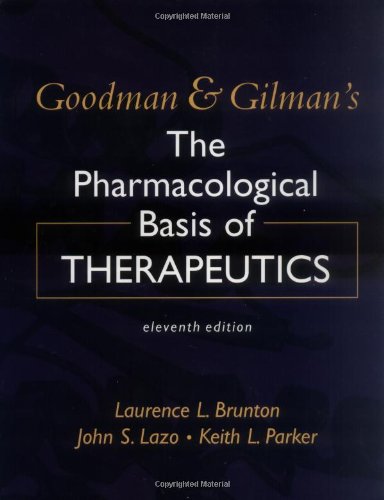 Copyrighted Material
Goodman & Gilman's
The
Pharmacological
Basis of
THERAPEUTICS
eleventh edition
Laurence L. Brunton
John S. Lazo • Keith L. Parker
Copyrighted Material